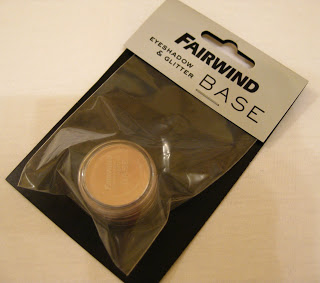 FAIRWIND
EYESHADOW
& GLITTER
BASE